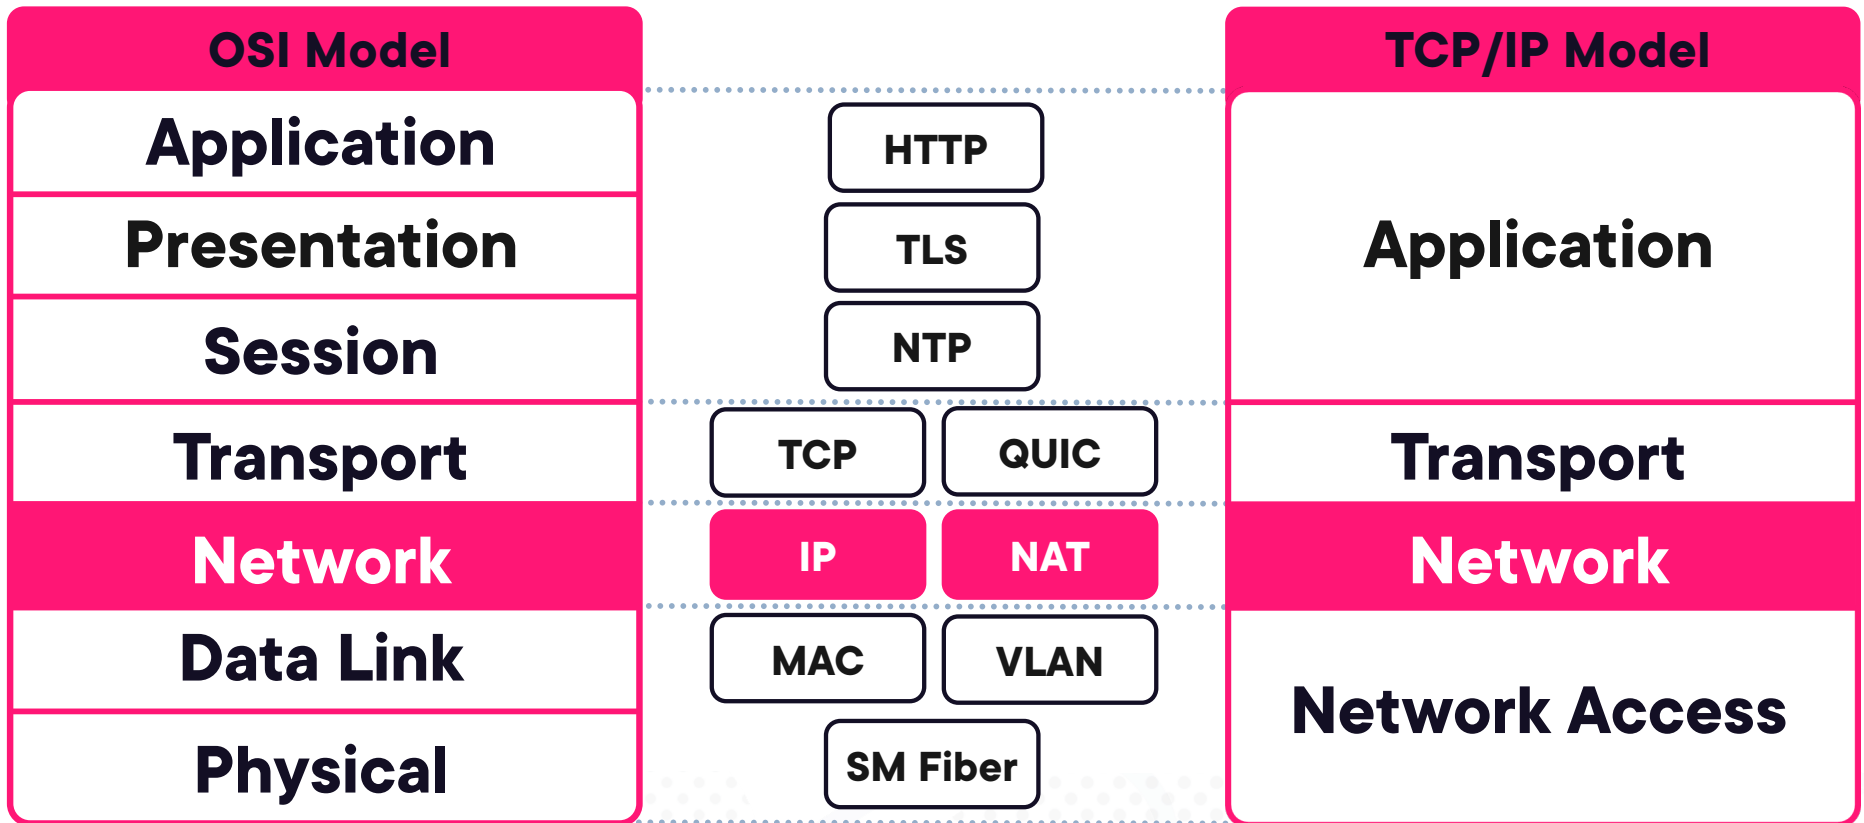 OSI Model
TCP/IP Model
Application
HTTP
Presentation
TLS
Application
Session
NTP
Transport
TCP
QUIC
Transport
Network
IP
NAT
Network
Data Link
MAC
VLAN
Network Access
Physical
SM Fiber